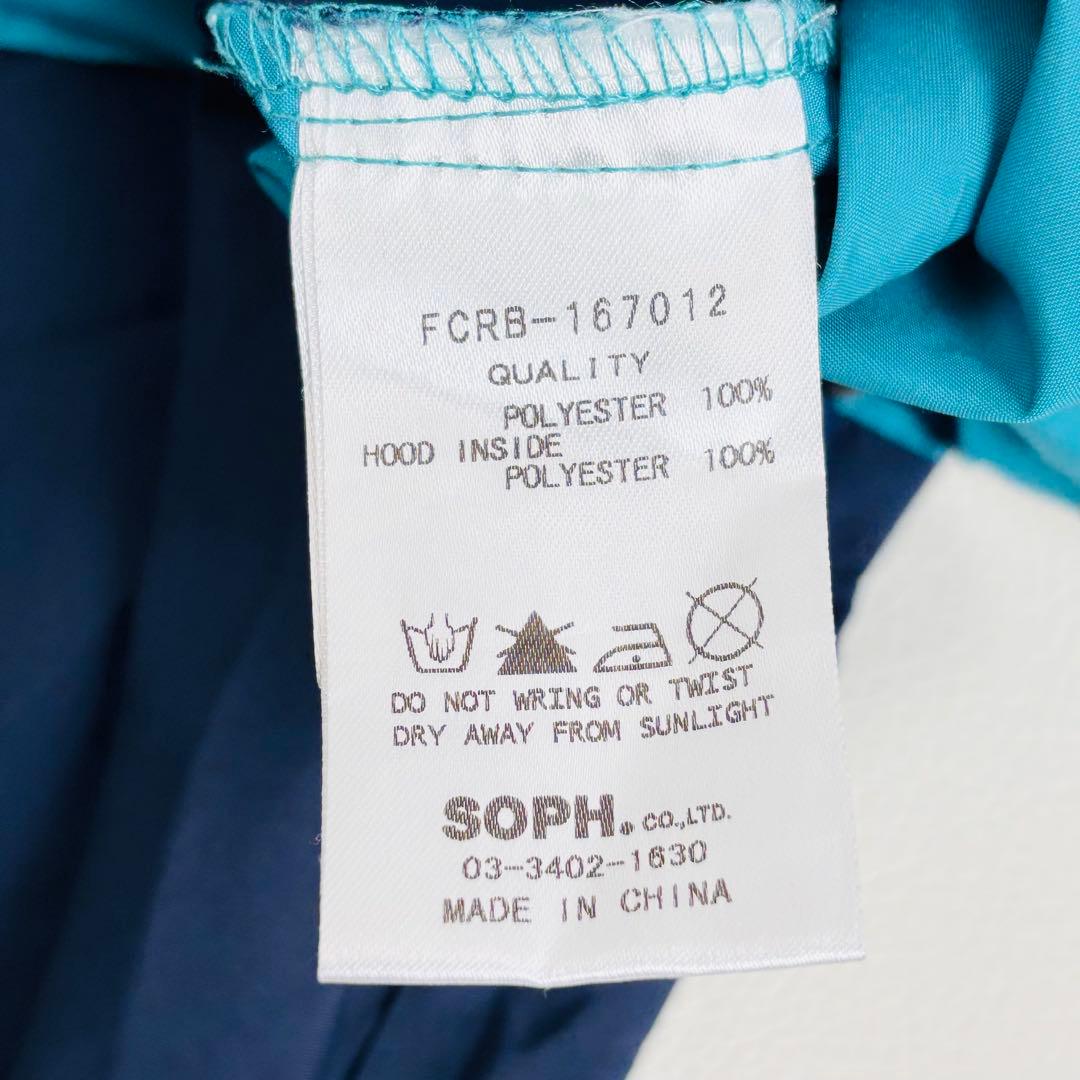 FCRB-167012
QUALITY
POLYESTER 100%
HOOD INSIDE
POLYESTER 100%
DO NOT WRING OR TWIST
DRY AWAY FROM SUNLIGHT
SOPH. CO.,LTD.
03-3402-1630
MADE IN CHINA